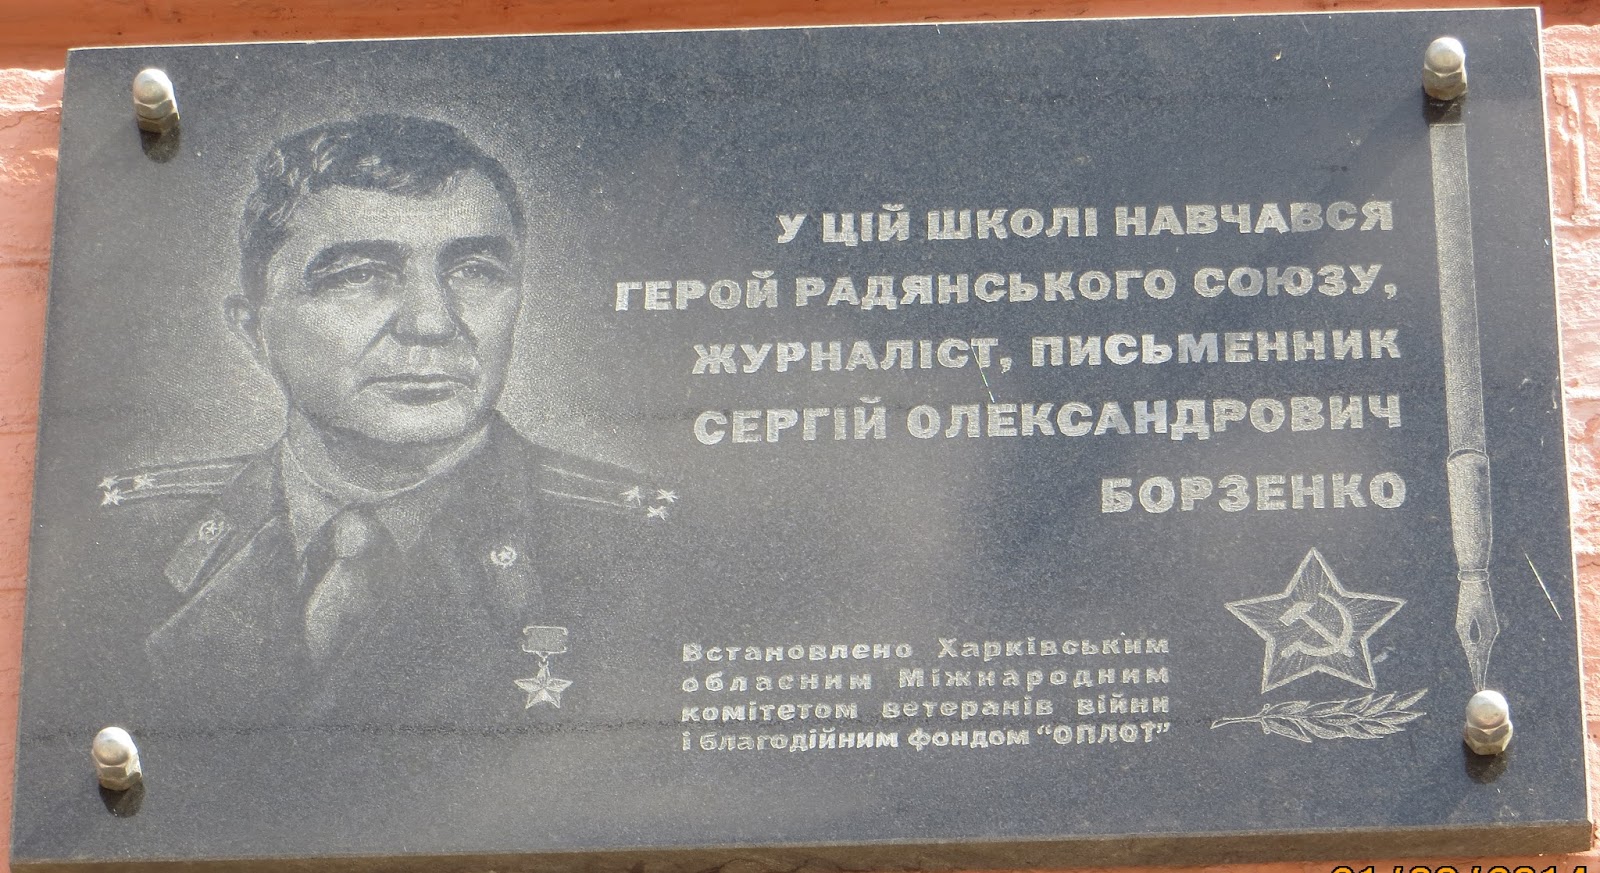 У ЦІЙ ШКОЛІ НАВЧАВСЯ
ГЕРОЙ РАДЯНСЬКОГО СОЮЗУ,
ЖУРНАЛІСТ, ПИСЬМЕННИК
СЕРГІЙ ОЛЕКСАНДРОВИЧ
БОРЗЕНКО
Встановлено Харківським
обласним Міжнародним
комітетом ветеранів війни
і благодійним фондом "ОПЛОТ"